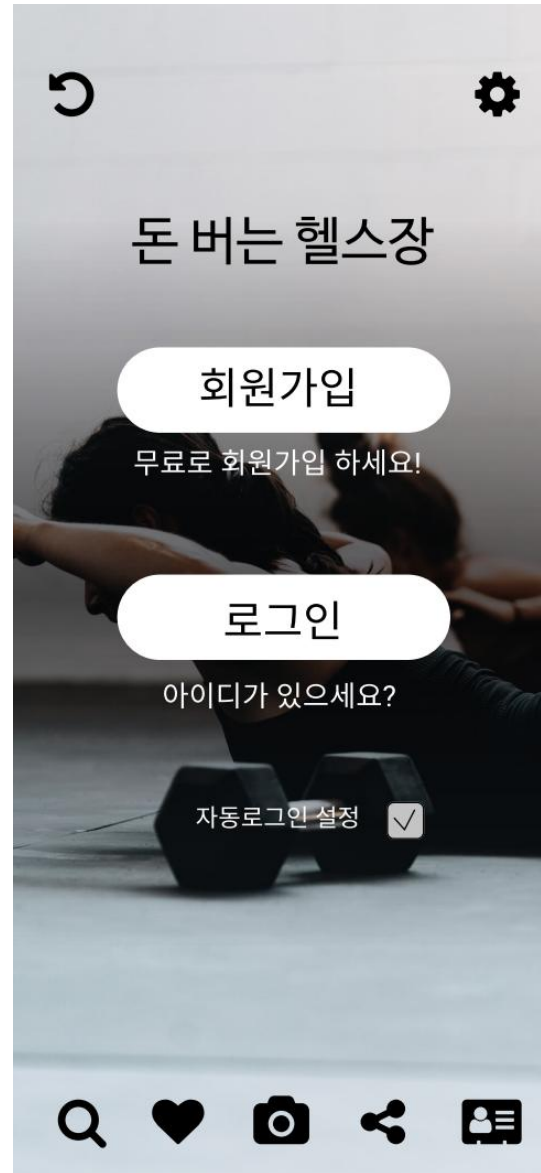 돈 버는 헬스장
회원가입
무료로 회원가입 하세요!
로그인
아이디가 있으세요?
자동로그인 설정